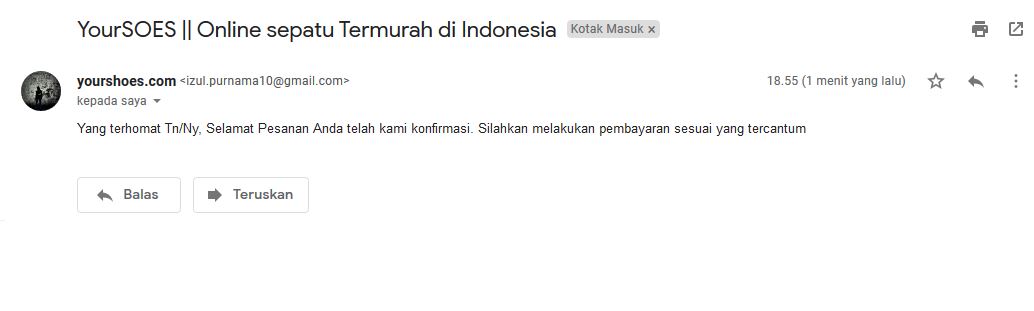 YourSOES || Online sepatu Termurah di Indonesia Kotak Masuk ×
yourshoes.com <izul.purnama10@gmail.com> 18.55 (1 menit yang lalu)
kepada saya
Yang terhomat Tn/Ny, Selamat Pesanan Anda telah kami konfirmasi. Silahkan melakukan pembayaran sesuai yang tercantum
Balas Teruskan